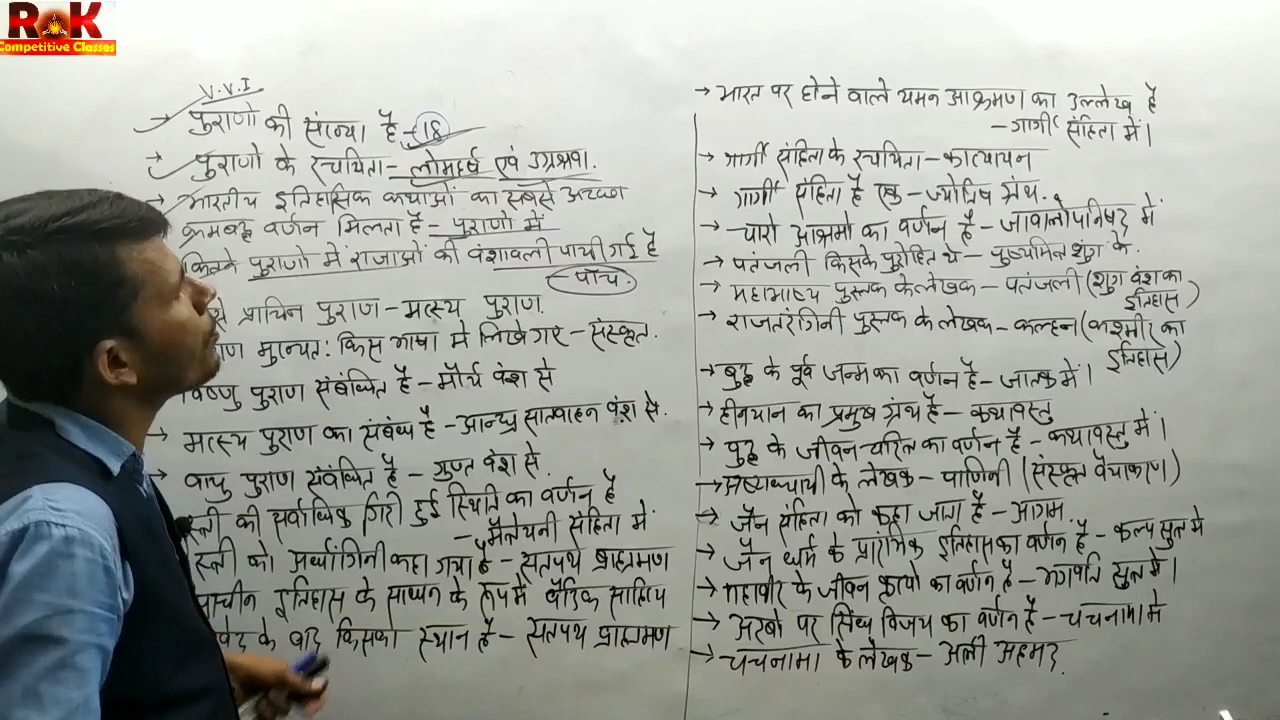 RK
Competitive Classes
V.V.I
→ पुराणो की संख्या है - 18
→ पुराणो के रचयिता - लोमहर्ष एवं उग्रश्रवा.
→ भारतीय इतिहासिक कथाओं का सबसे अच्छा
क्रमबद्ध वर्णन मिलता है - पुराणो में
कितने पुराणो में राजाओं की वंशावली पायी गई है
पाँच.
प्राचिन पुराण - मत्स्य पुराण.
मुख्यत: किस भाषा मे लिखे गए - संस्कृत.
विष्णु पुराण संबंधित है - मौर्य वंश से
→ मत्स्य पुराण का संबंध है - आन्ध्र सातवाहन वंश से.
→ वायु पुराण संबंधित है - गुप्त वंश से.
स्त्री की सर्वाधिक गिरी हुई स्थिति का वर्णन है
- मैत्रेयनी संहिता में
स्त्री को अर्धांगिनी कहा गया है - सतपथ ब्राह्मण
प्राचीन इतिहास के साधन के रूप मे वैदिक साहित्य
के बाद किसका स्थान है - सतपथ ब्राह्मण
→ भारत पर होने वाले यमन आक्रमण का उल्लेख है
- गार्गी संहिता में।
→ गार्गी संहिता के रचयिता - कात्यायन
→ गार्गी संहिता है एक - ज्योतिष ग्रंथ.
→ चारो आश्रमो का वर्णन है - जावालोपनिषद में
→ पतंजली किसके पुरोहित थे - पुष्यमित्र शुंग के.
→ महाभाष्य पुस्तक के लेखक - पतंजली (शुंग वंश का
इतिहास)
→ राजतरंगिनी पुस्तक के लेखक - कल्हन (कश्मीर का
इतिहास)
→ बुद्ध के पूर्व जन्म का वर्णन है - जातक में।
→ हीनयान का प्रमुख ग्रंथ है - कथावस्तु
→ बुद्ध के जीवन-चरित का वर्णन है - कथावस्तु में।
→ अष्टाध्यायी के लेखक - पाणिनी (संस्कृत वैयाकरण)
→ जैन संहिता को कहा जाता है - आगम.
→ जैन धर्म के प्रारंभिक इतिहास का वर्णन है - कल्प सुत्र मे
→ महावीर के जीवन कृत्यो का वर्णन है - भगवति सुत्र में।
→ अरबो पर सिंध विजय का वर्णन है - चचनामा मे
→ चचनामा के लेखक - अली अहमद.